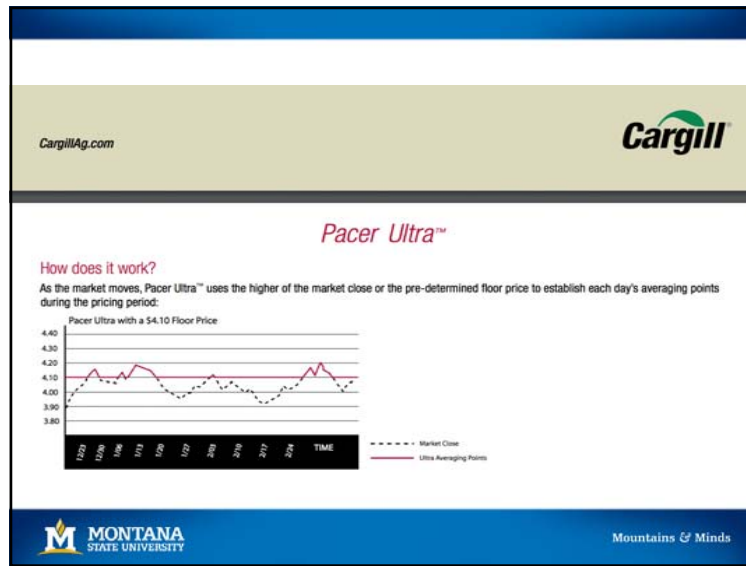 CargillAg.com
Cargill®
Pacer Ultra™
How does it work?
As the market moves, Pacer Ultra™ uses the higher of the market close or the pre-determined floor price to establish each day's averaging points
during the pricing period:
Pacer Ultra with a $4.10 Floor Price
4.40
4.30
4.20
4.10
4.00
3.90
3.80
12/23 12/30 1/06 1/13 1/20 1/27 2/03 2/10 2/17 2/24 TIME
Market Close
Ultra Averaging Points
M MONTANA
STATE UNIVERSITY
Mountains & Minds